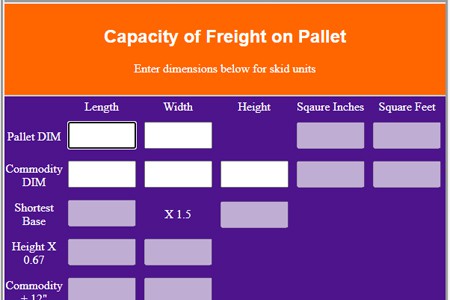 Capacity of Freight on Pallet
Enter dimensions below for skid units
Length Width Height Sqaure Inches Square Feet
Pallet DIM
Commodity
DIM
Shortest
Base
X 1.5
Height X
0.67
Commodity
+ 12"